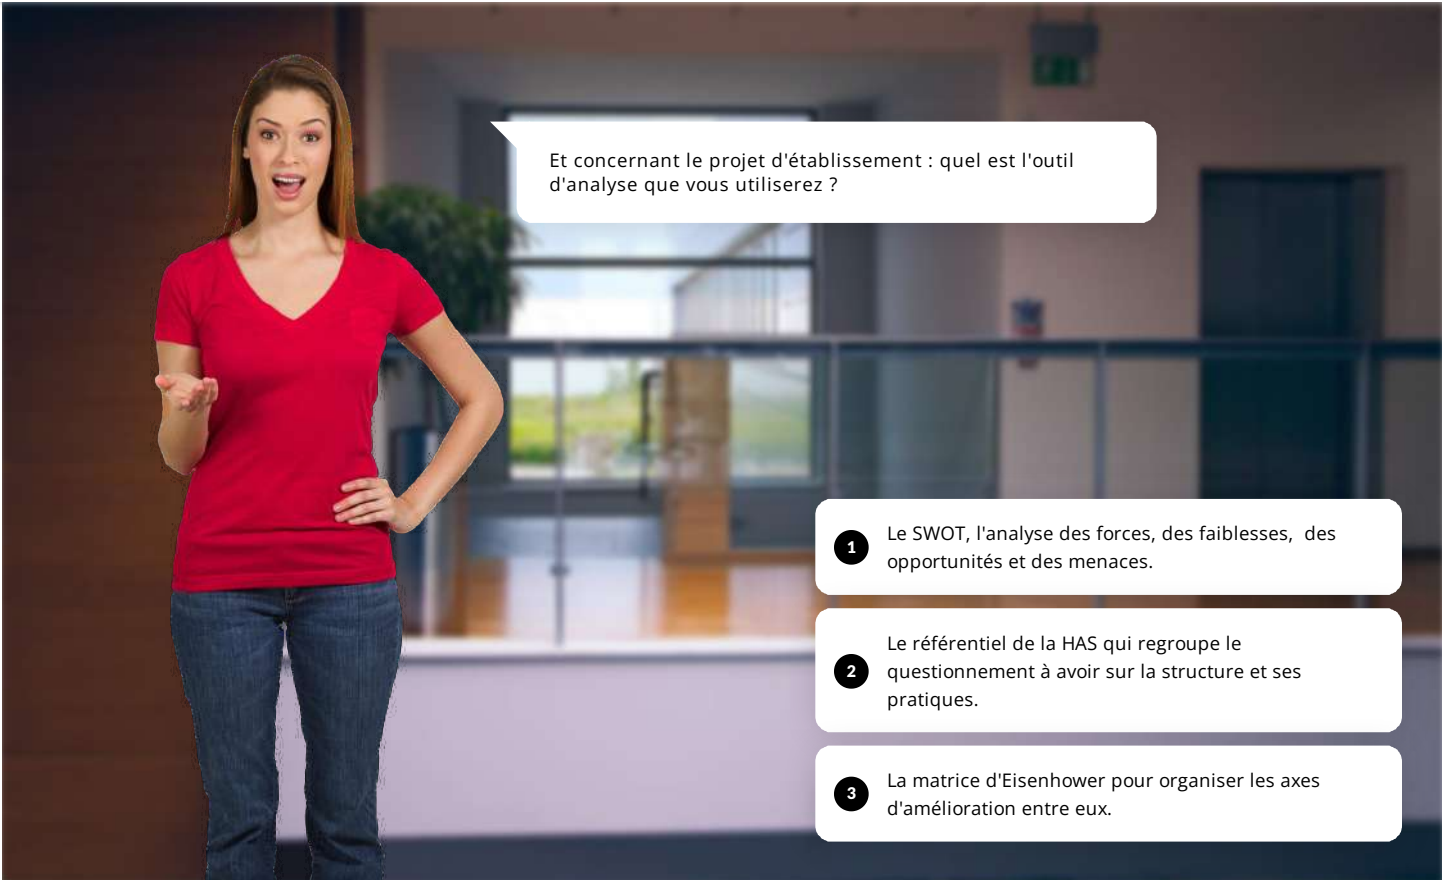 Et concernant le projet d'établissement : quel est l'outil
d'analyse que vous utiliserez ?
1
Le SWOT, l'analyse des forces, des faiblesses,  des
opportunités et des menaces.
2
Le référentiel de la HAS qui regroupe le
questionnement à avoir sur la structure et ses
pratiques.
3
La matrice d'Eisenhower pour organiser les axes
d'amélioration entre eux.